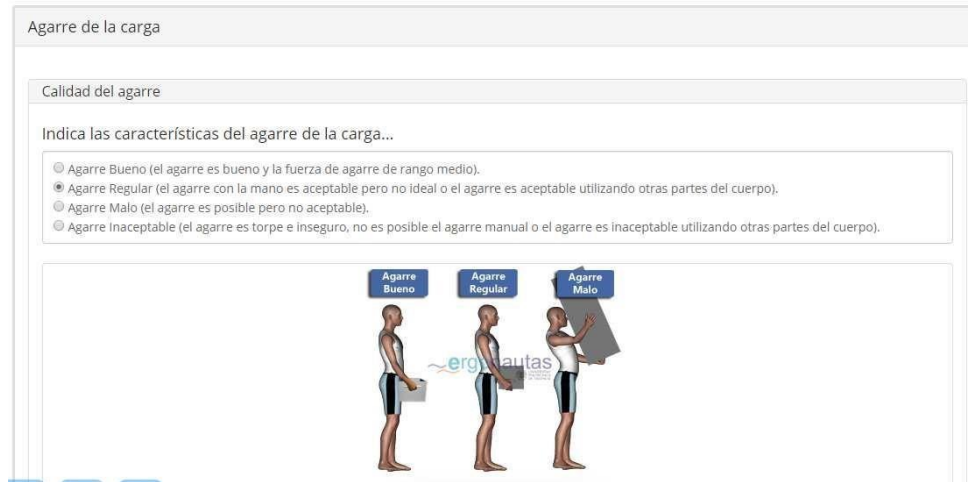 Agarre de la carga
Calidad del agarre
Indica las características del agarre de la carga...
Agarre Bueno (el agarre es bueno y la fuerza de agarre de rango medio).
Agarre Regular (el agarre con la mano es aceptable pero no ideal o el agarre es aceptable utilizando otras partes del cuerpo).
Agarre Malo (el agarre es posible pero no aceptable).
Agarre Inaceptable (el agarre es torpe e inseguro, no es posible el agarre manual o el agarre es inaceptable utilizando otras partes del cuerpo).
Agarre
Bueno
Agarre
Regular
Agarre
Malo
ergonautas